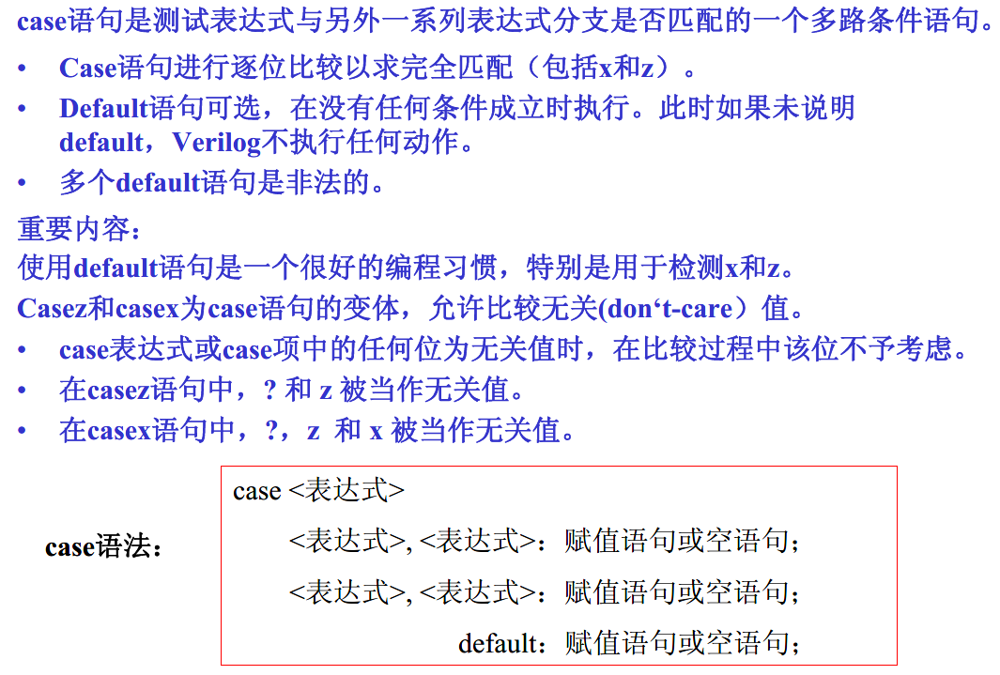 case语句是测试表达式与另外一系列表达式分支是否匹配的一个多路条件语句。
• Case语句进行逐位比较以求完全匹配（包括x和z）。
• Default语句可选，在没有任何条件成立时执行。此时如果未说明
default，Verilog不执行任何动作。
• 多个default语句是非法的。
重要内容：
使用default语句是一个很好的编程习惯，特别是用于检测x和z。
Casez和casex为case语句的变体，允许比较无关(don‘t-care）值。
• case表达式或case项中的任何位为无关值时，在比较过程中该位不予考虑。
• 在casez语句中，? 和 z 被当作无关值。
• 在casex语句中，?，z 和 x 被当作无关值。
case <表达式>
<表达式>, <表达式>：赋值语句或空语句；
case语法：
<表达式>, <表达式>：赋值语句或空语句；
default：赋值语句或空语句；